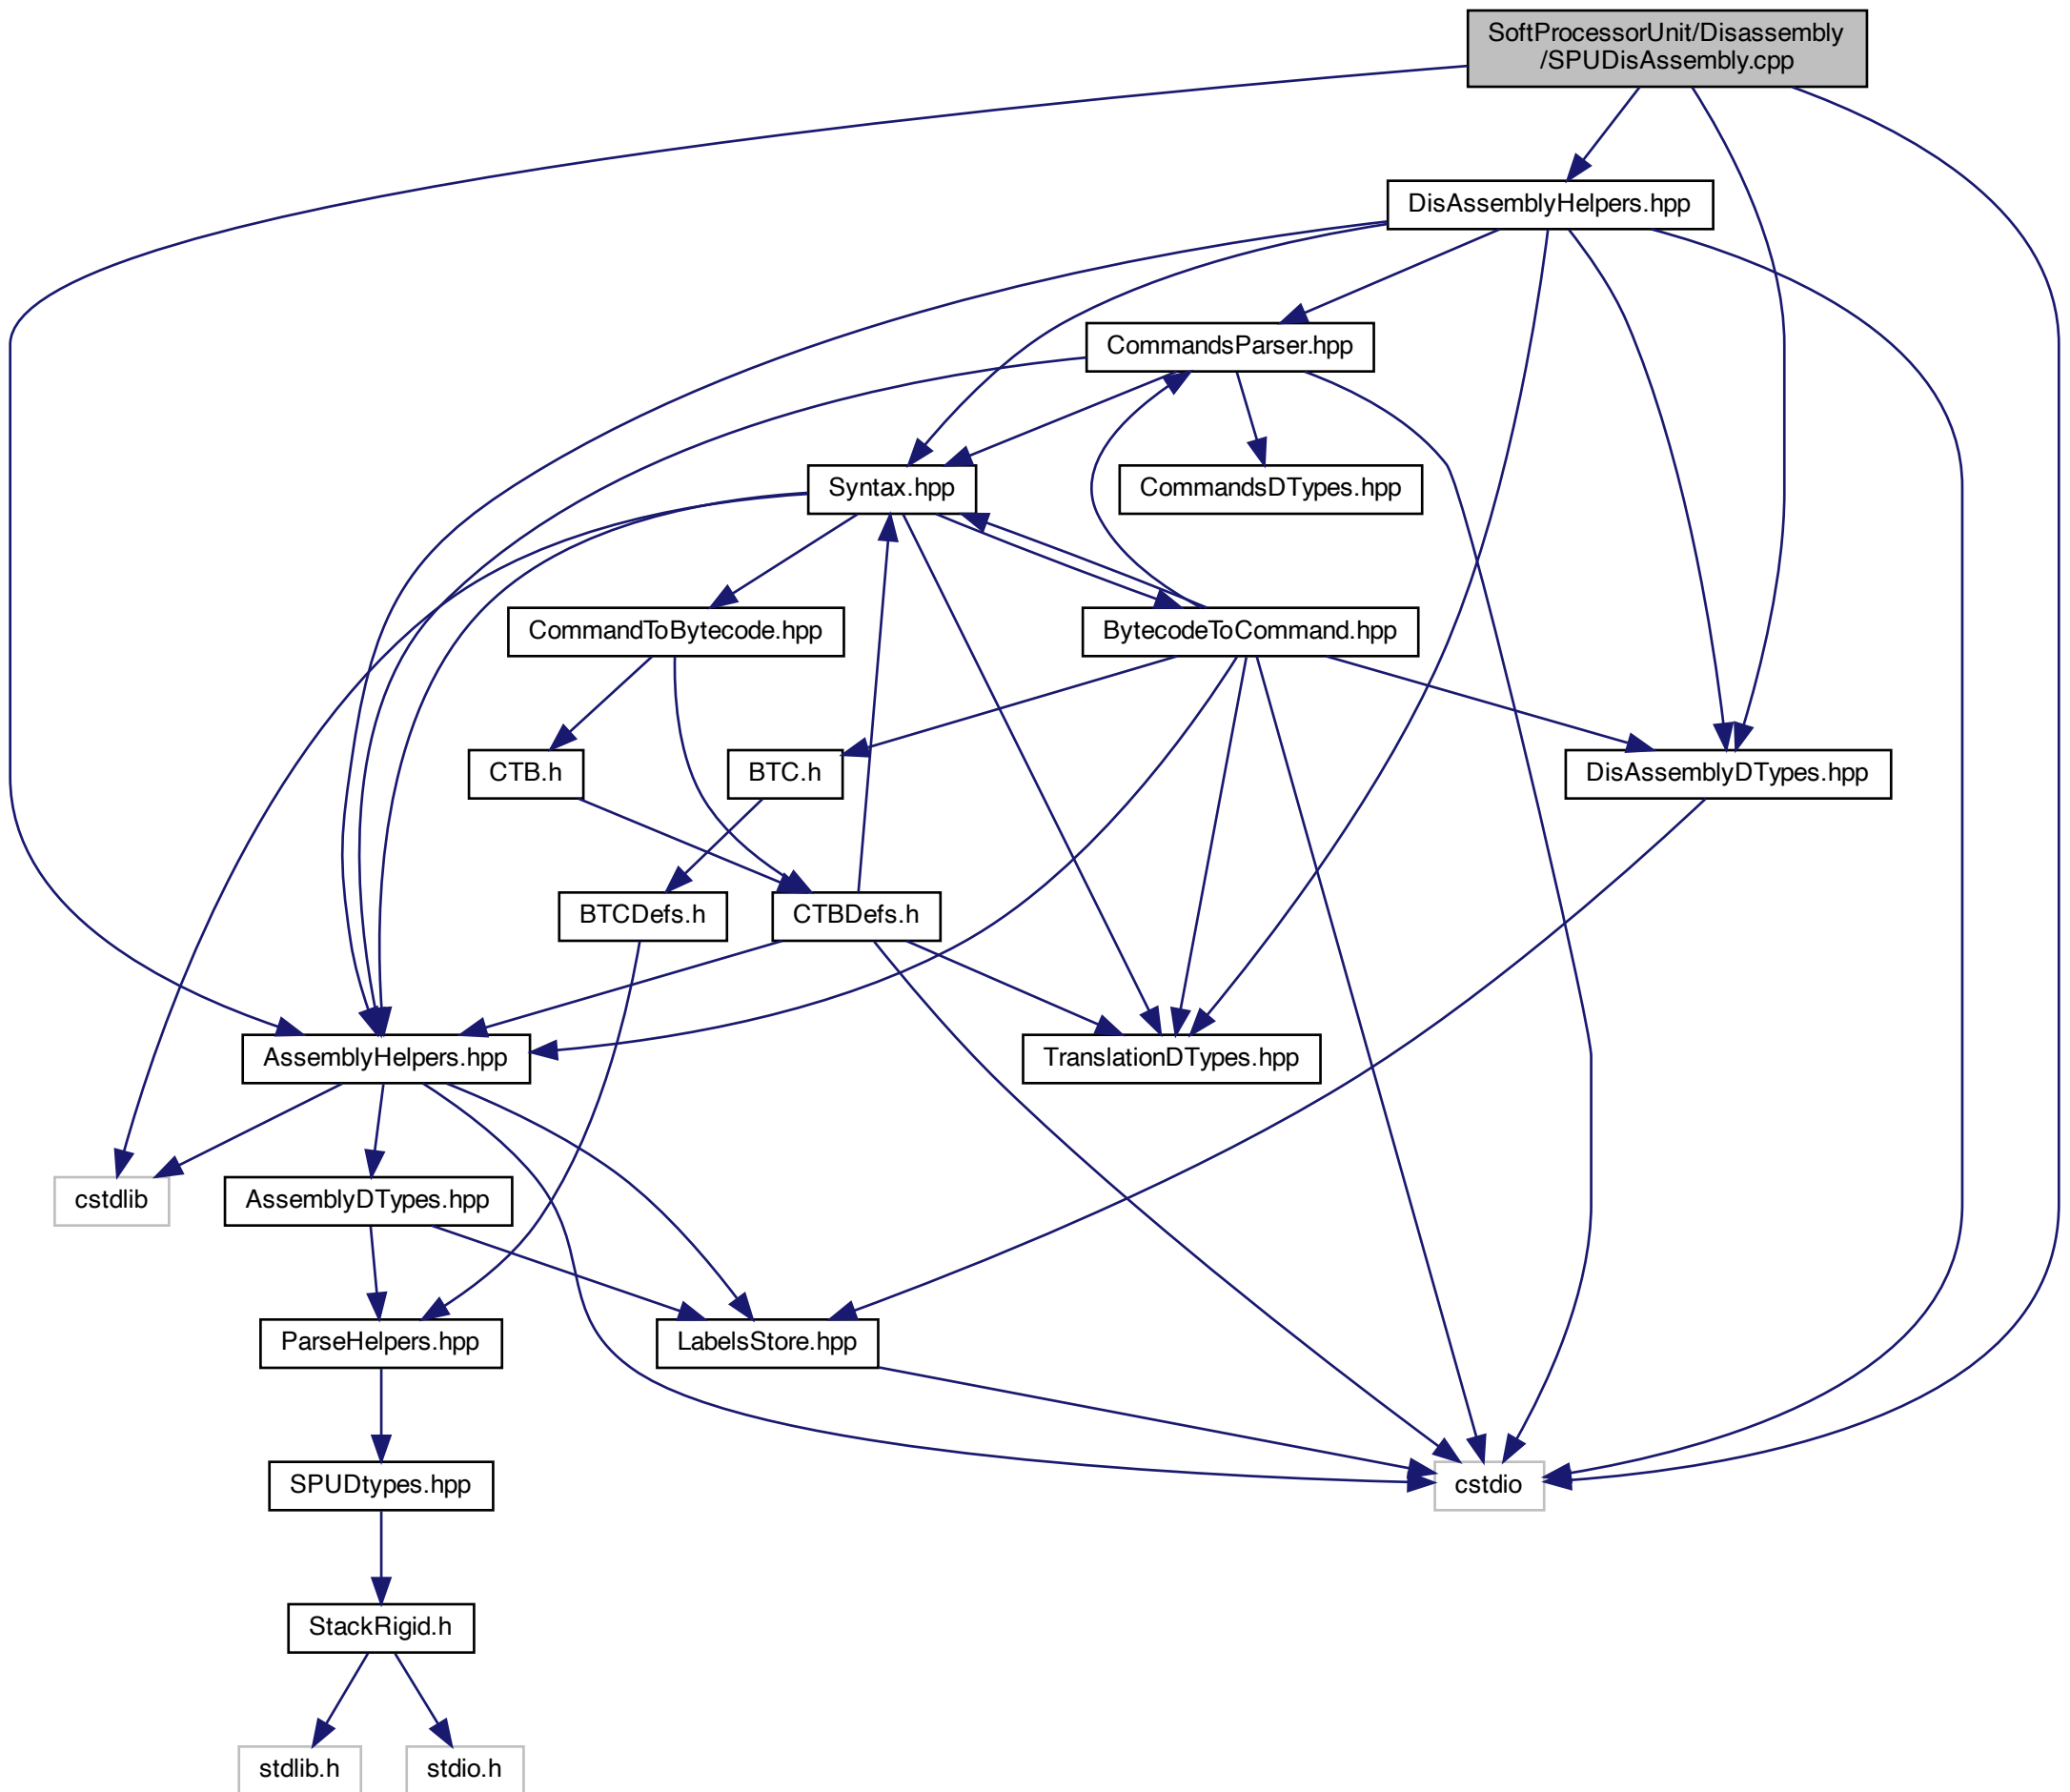 SoftProcessorUnit/Disassembly
/SPUDisAssembly.cpp
DisAssemblyHelpers.hpp
CommandsParser.hpp
Syntax.hpp
CommandsDTypes.hpp
CommandToBytecode.hpp
BytecodeToCommand.hpp
CTB.h
BTC.h
DisAssemblyDTypes.hpp
BTCDefs.h
CTBDefs.h
AssemblyHelpers.hpp
TranslationDTypes.hpp
cstdlib
AssemblyDTypes.hpp
ParseHelpers.hpp
LabelsStore.hpp
SPUDtypes.hpp
cstdio
StackRigid.h
stdlib.h
stdio.h